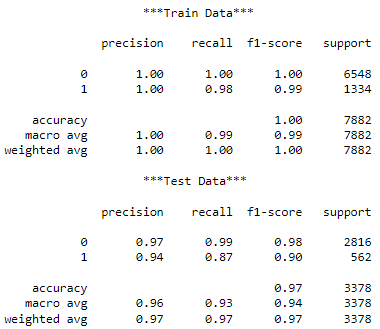 ***Train Data***
precision recall f1-score support
0 1.00 1.00 1.00 6548
1 1.00 0.98 0.99 1334
accuracy 1.00 7882
macro avg 1.00 0.99 0.99 7882
weighted avg 1.00 1.00 1.00 7882
***Test Data***
precision recall f1-score support
0 0.97 0.99 0.98 2816
1 0.94 0.87 0.90 562
accuracy 0.97 3378
macro avg 0.96 0.93 0.94 3378
weighted avg 0.97 0.97 0.97 3378